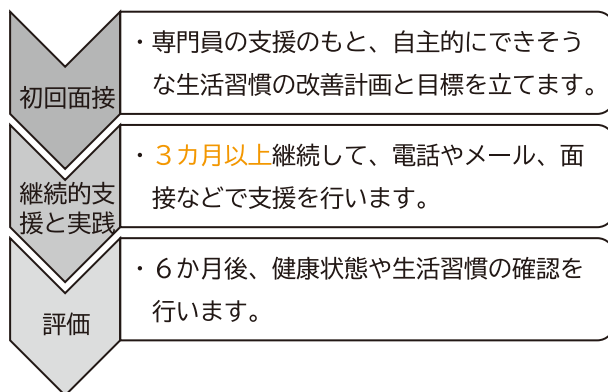 初回面接
・専門員の支援のもと、自主的にできそう
な生活習慣の改善計画と目標を立てます。
継続的支
援と実践
・３カ月以上継続して、電話やメール、面
接などで支援を行います。
評価
・６か月後、健康状態や生活習慣の確認を
行います。